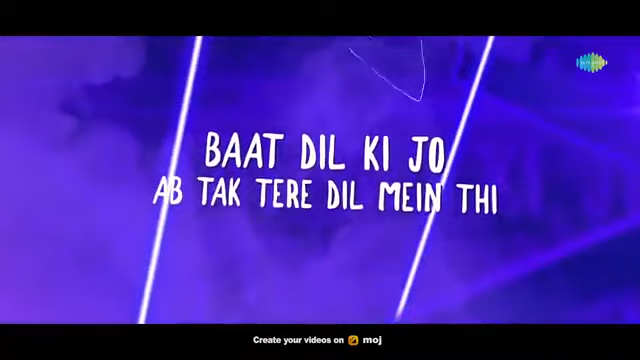 BAAT DIL KI JO
AB TAK TERE DIL MEIN THI
Create your videos on moj